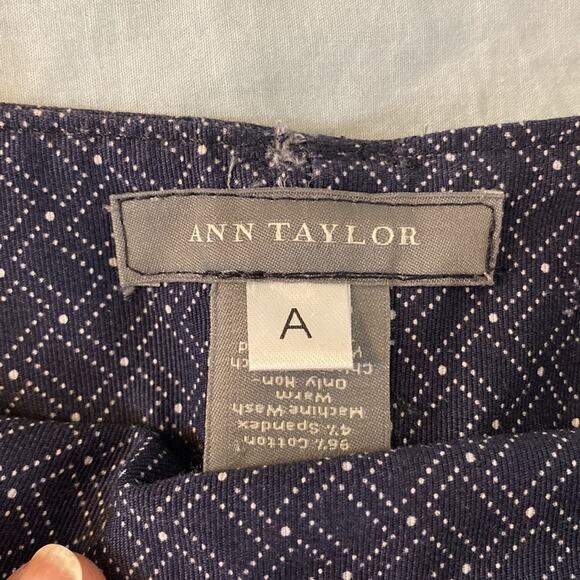 ANN TAYLOR
A
96% Cotton
4% Spandex
Machine Wash
Warm
Only Non-